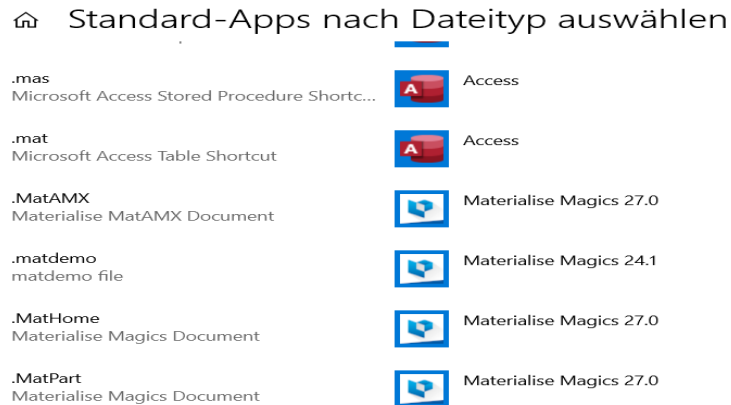 Standard-Apps nach Dateityp auswählen
.mas
Microsoft Access Stored Procedure Shortc...
Access
.mat
Microsoft Access Table Shortcut
Access
.MatAMX
Materialise MatAMX Document
Materialise Magics 27.0
.matdemo
matdemo file
Materialise Magics 24.1
.MatHome
Materialise Magics Document
Materialise Magics 27.0
.MatPart
Materialise Magics Document
Materialise Magics 27.0